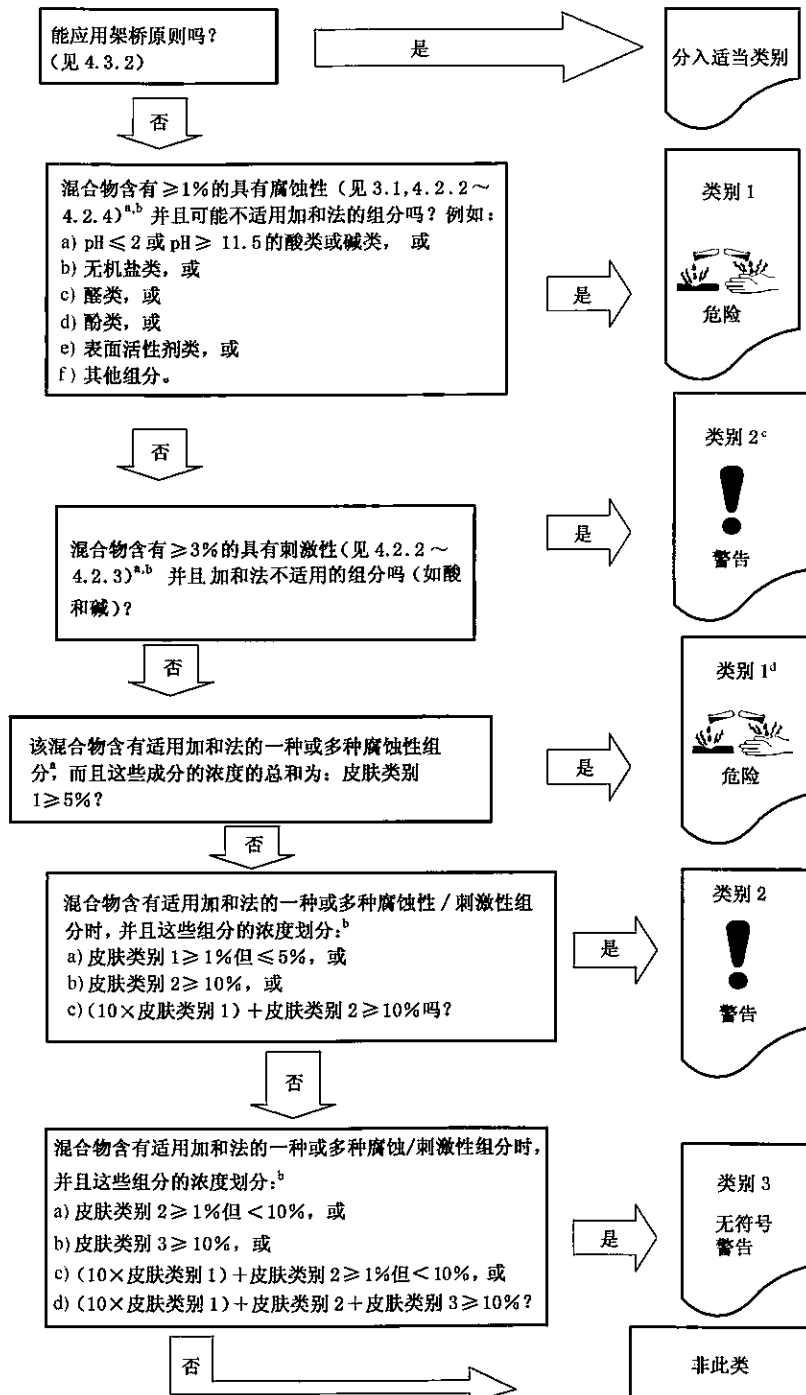 能应用架桥原则吗?
(见 4.3.2)
是
分入适当类别
否
混合物含有≥1%的具有腐蚀性 (见 3.1,4.2.2～
4.2.4)a,b 并且可能不适用加和法的组分吗? 例如:
a) pH≤2 或 pH≥ 11.5 的酸类或碱类, 或
b) 无机盐类, 或
c) 醛类, 或
d) 酚类, 或
e) 表面活性剂类, 或
f) 其他组分。
是
类别 1
危险
否
混合物含有≥3%的具有刺激性(见 4.2.2～
4.2.3)a,b 并且加和法不适用的组分吗 (如酸
和碱)?
是
类别 2c
警告
否
该混合物含有适用加和法的一种或多种腐蚀性组
分a, 而且这些成分的浓度的总和为: 皮肤类别
1≥5%?
是
类别 1d
危险
否
混合物含有适用加和法的一种或多种腐蚀性 / 刺激性组
分时, 并且这些组分的浓度划分:b
a)皮肤类别 1≥1%但≤5%, 或
b)皮肤类别 2≥10%, 或
c)(10×皮肤类别 1)+皮肤类别 2≥10%吗?
是
类别 2
警告
否
混合物含有适用加和法的一种或多种腐蚀/刺激性组分时,
并且这些组分的浓度划分:b
a)皮肤类别 2≥1%但<10%, 或
b)皮肤类别 3≥10%, 或
c)(10×皮肤类别 1)+皮肤类别 2≥1%但<10%, 或
d)(10×皮肤类别 1)+皮肤类别 2+皮肤类别 3≥10%?
是
类别 3
无符号
警告
否
非此类